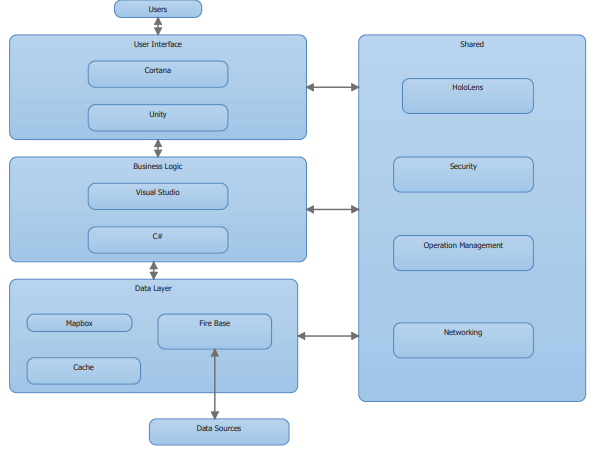 Users
User Interface
Cortana
Unity
Business Logic
Visual Studio
C#
Data Layer
Mapbox
Fire Base
Cache
Data Sources
Shared
HoloLens
Security
Operation Management
Networking